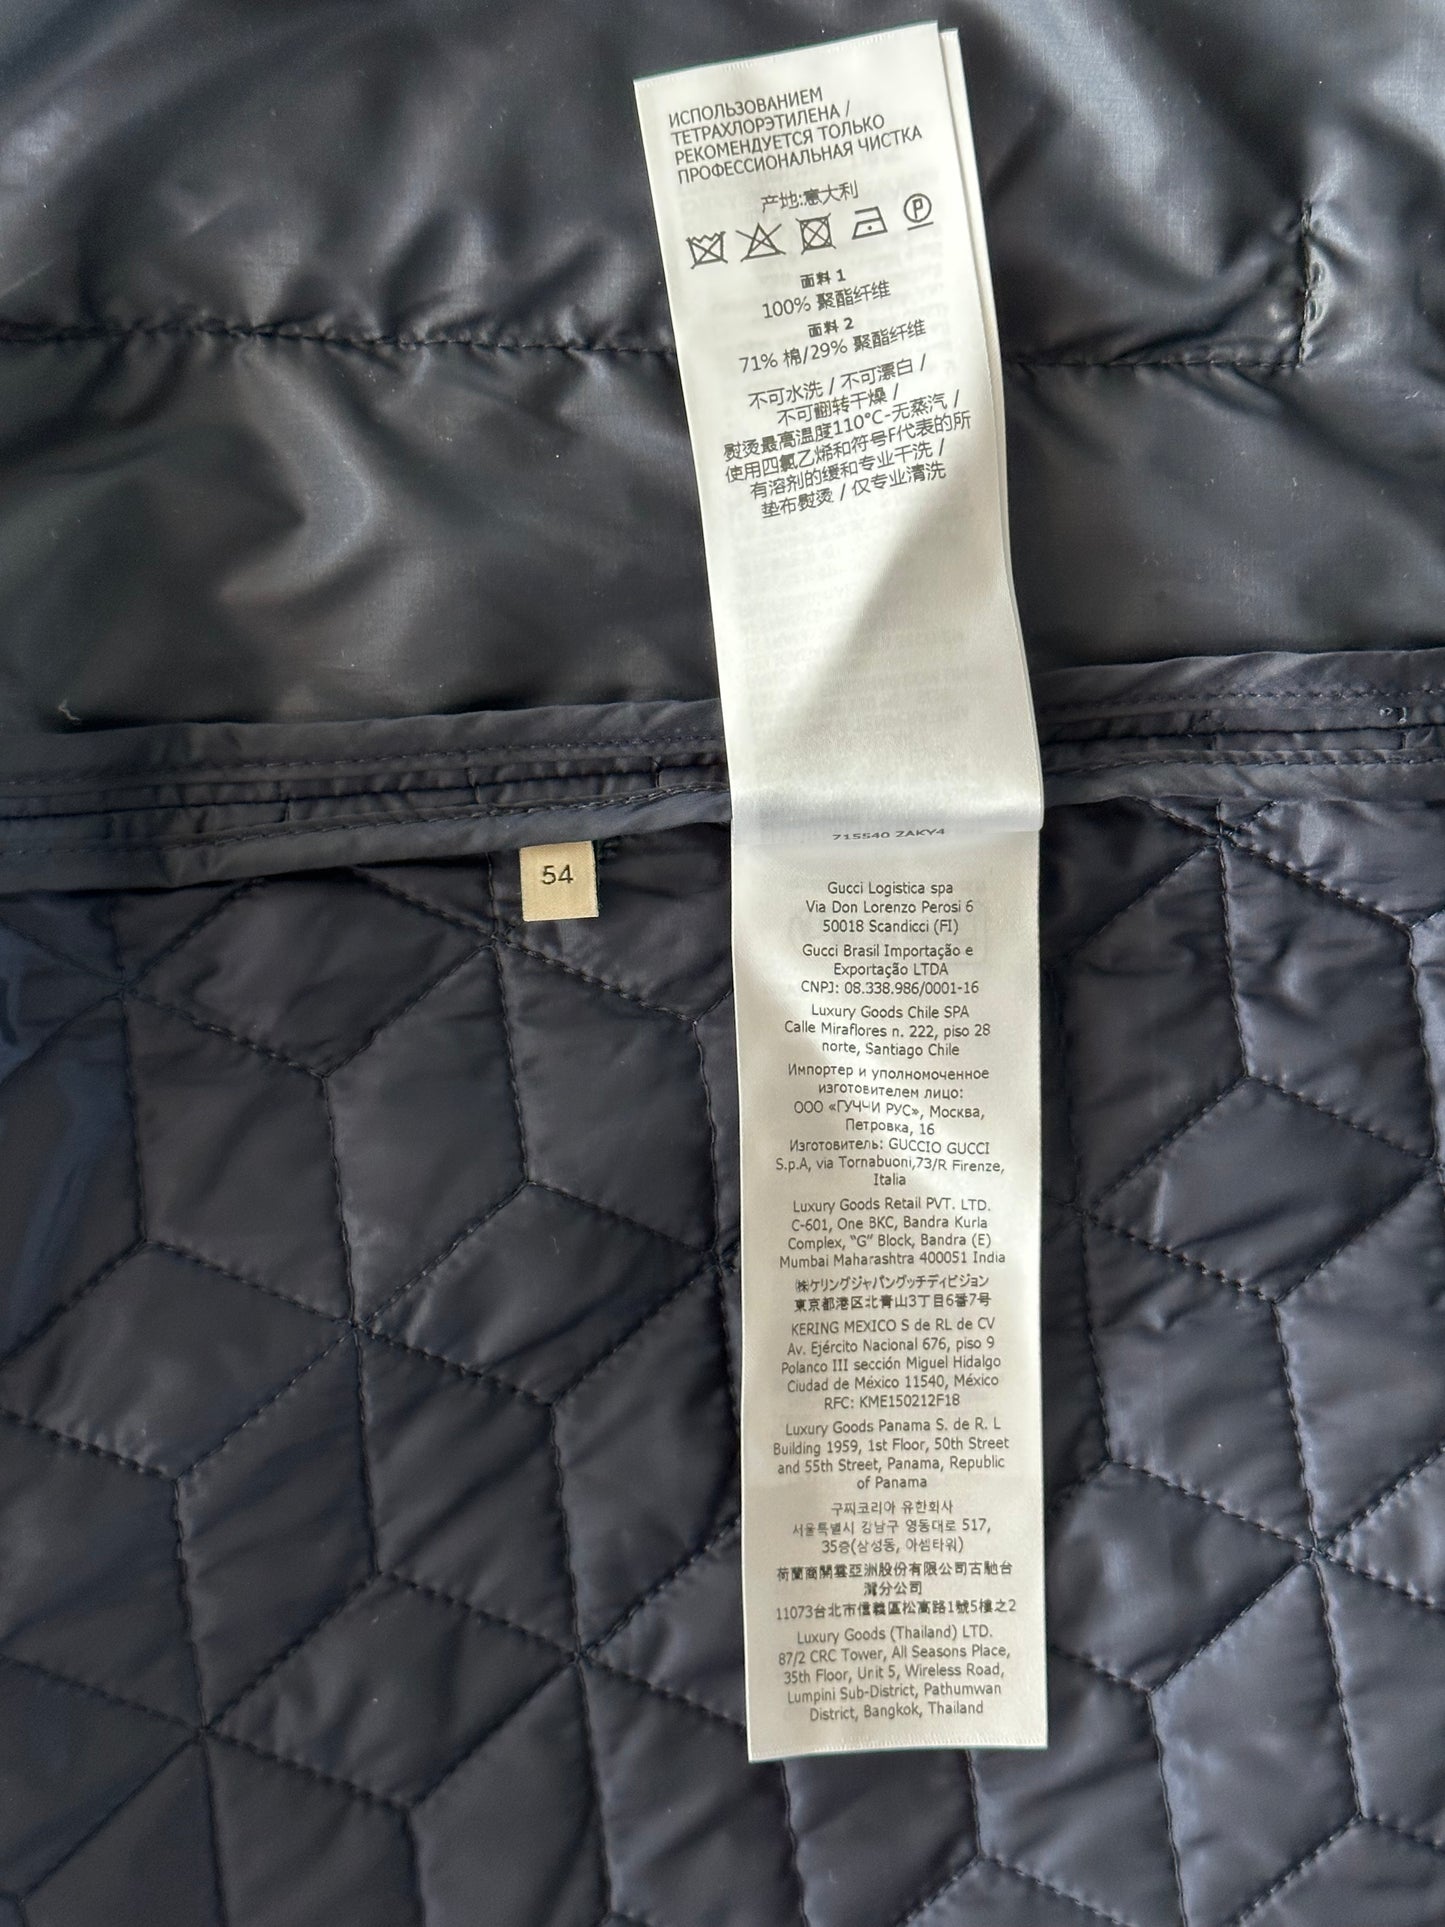 ИСПОЛЬЗОВАНИЕМ
ТЕТРАХЛОРЭТИЛЕНА /
РЕКОМЕНДУЕТСЯ ТОЛЬКО
ПРОФЕССИОНАЛЬНАЯ ЧИСТКА
产地:意大利
P
面料 1
100% 聚酯纤维
面料 2
71% 棉/29% 聚酯纤维
不可水洗 / 不可漂白 /
不可翻转干燥 /
熨烫最高温度110°C-无蒸汽 /
使用四氯乙烯和符号F代表的所
有溶剂的缓和专业干洗 /
垫布熨烫 / 仅专业清洗
715540 ZAKY4
54
Gucci Logistica spa
Via Don Lorenzo Perosi 6
50018 Scandicci (FI)
Gucci Brasil Importação e
Exportação LTDA
CNPJ: 08.338.986/0001-16
Luxury Goods Chile SPA
Calle Miraflores n. 222, piso 28
norte, Santiago Chile
Импортер и уполномоченное
изготовителем лицо:
ООО «ГУЧЧИ РУС», Москва,
Петровка, 16
Изготовитель: GUCCIO GUCCI
S.p.A, via Tornabuoni,73/R Firenze,
Italia
Luxury Goods Retail PVT. LTD.
C-601, One BKC, Bandra Kurla
Complex, "G" Block, Bandra (E)
Mumbai Maharashtra 400051 India
㈱ケリングジャパングッチディビジョン
東京都港区北青山3丁目6番7号
KERING MEXICO S de RL de CV
Av. Ejército Nacional 676, piso 9
Polanco III sección Miguel Hidalgo
Ciudad de México 11540, México
RFC: KME150212F18
Luxury Goods Panama S. de R. L
Building 1959, 1st Floor, 50th Street
and 55th Street, Panama, Republic
of Panama
구찌코리아 유한회사
서울특별시 강남구 영동대로 517,
35층(삼성동, 아셈타워)
荷蘭商開雲亞洲股份有限公司古馳台
灣分公司
11073台北市信義區松高路1號5樓之2
Luxury Goods (Thailand) LTD.
87/2 CRC Tower, All Seasons Place,
35th Floor, Unit 5, Wireless Road,
Lumpini Sub-District, Pathumwan
District, Bangkok, Thailand